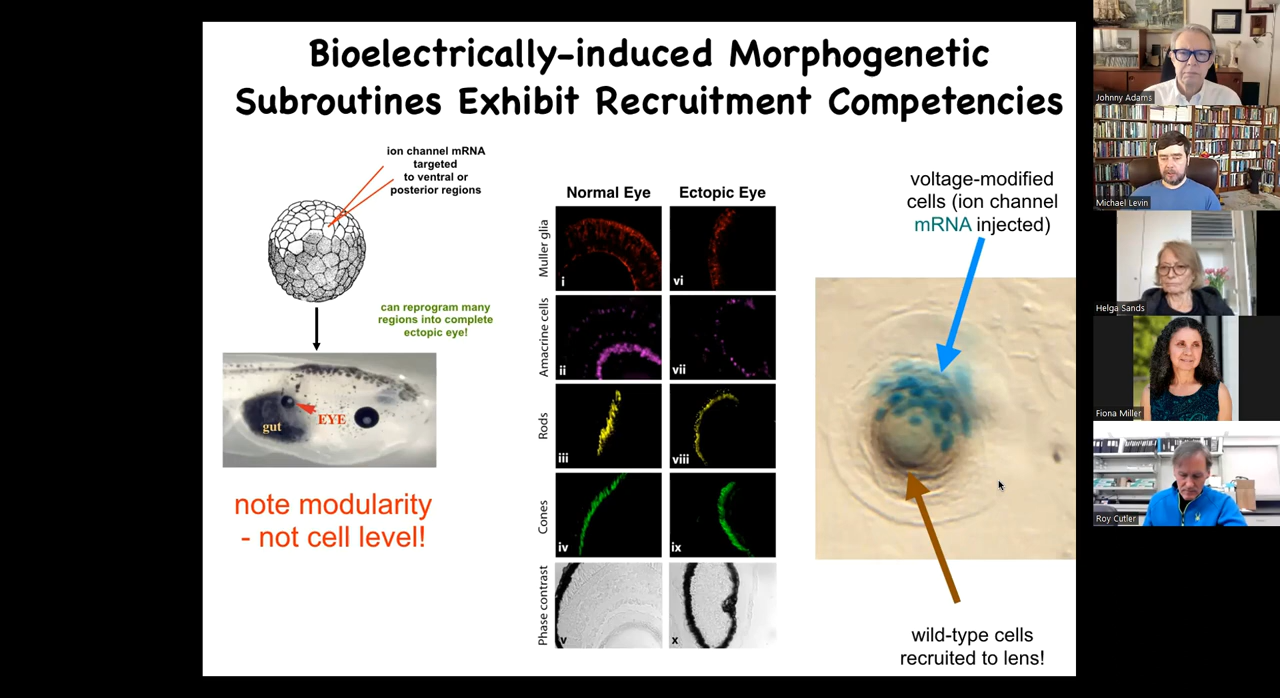 Bioelectrically-induced Morphogenetic
Subroutines Exhibit Recruitment Competencies
ion channel mRNA
targeted
to ventral or
posterior regions
can reprogram many
regions into complete
ectopic eye!
gut
EYE
note modularity
- not cell level!
Normal Eye
Ectopic Eye
Muller glia
i
vi
Amacrine cells
ii
vii
Rods
iii
viii
Cones
iv
ix
Phase contrast
v
x
voltage-modified
cells (ion channel
mRNA injected)
wild-type cells
recruited to lens!
Johnny Adams
Michael Levin
Helga Sands
Fiona Miller
Roy Cutler